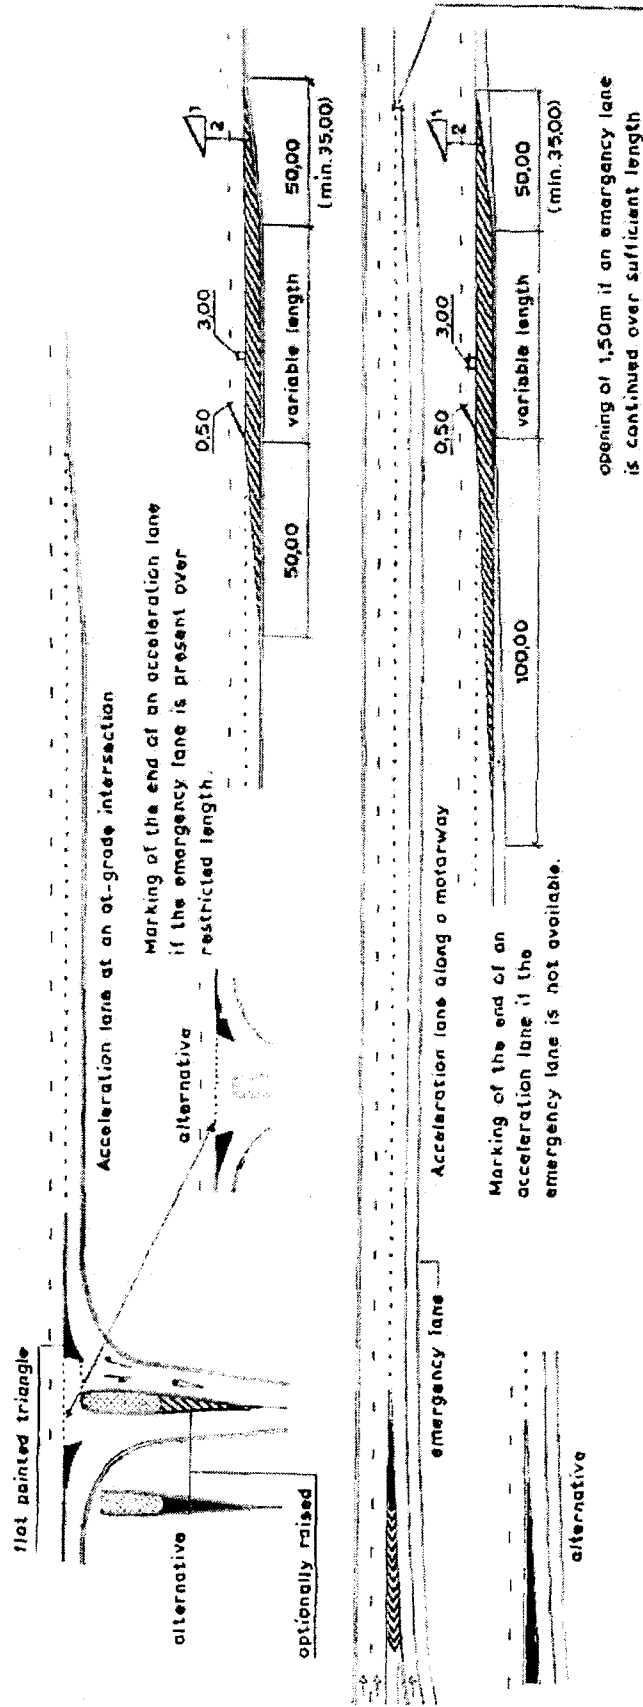 flat painted triangle
Acceleration lane at an at-grade intersection
alternative
alternative
optionally raised
Marking of the end of an acceleration lane
if the emergency lane is present over
restricted length.
0,50
3,00
2
1
50,00
variable length
50,00
(min. 35,00)
emergency lane
Acceleration lane along a motorway
alternative
Marking of the end of an
acceleration lane if the
emergency lane is not available.
0,50
3,00
2
1
100,00
variable length
50,00
(min. 35,00)
opening of 1,50m if an emergency lane
is continued over sufficient length